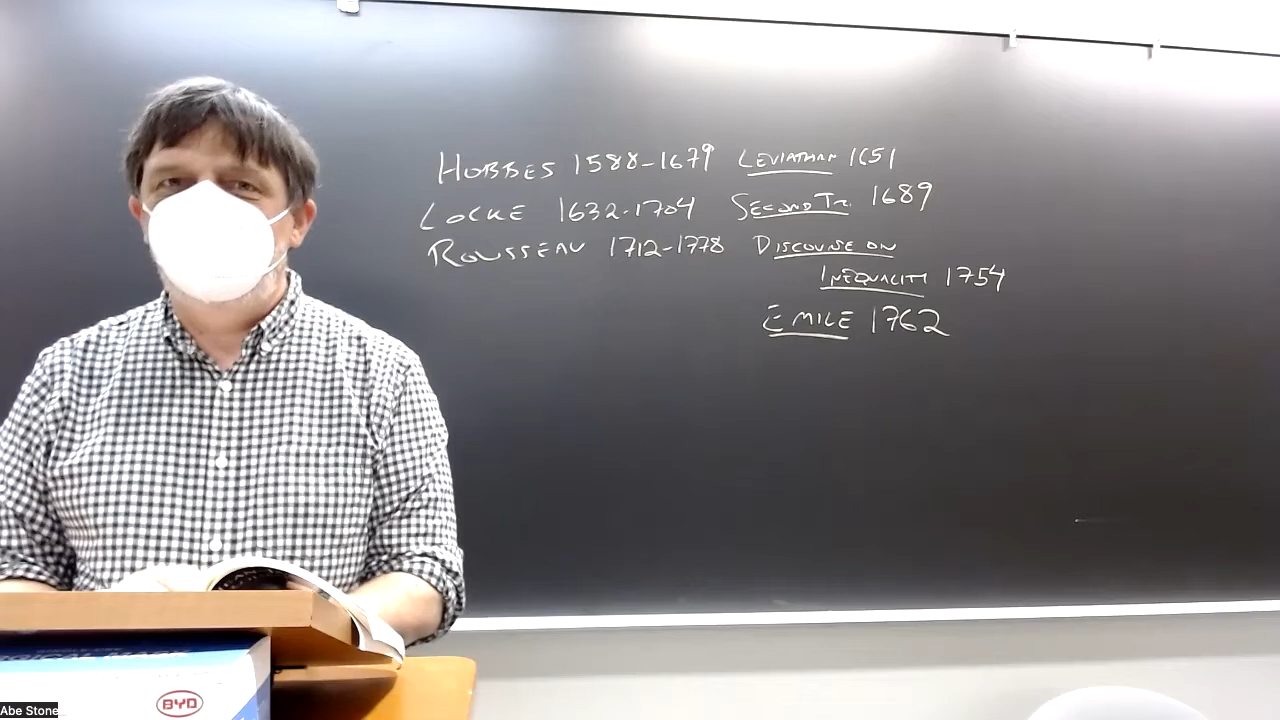 HOBBES 1588-1679 LEVIATHAN 1651
LOCKE 1632-1704 SECOND TR. 1689
ROUSSEAU 1712-1778 DISCOURSE ON
INEQUALITY 1754
EMILE 1762
BYD
Abe Stone